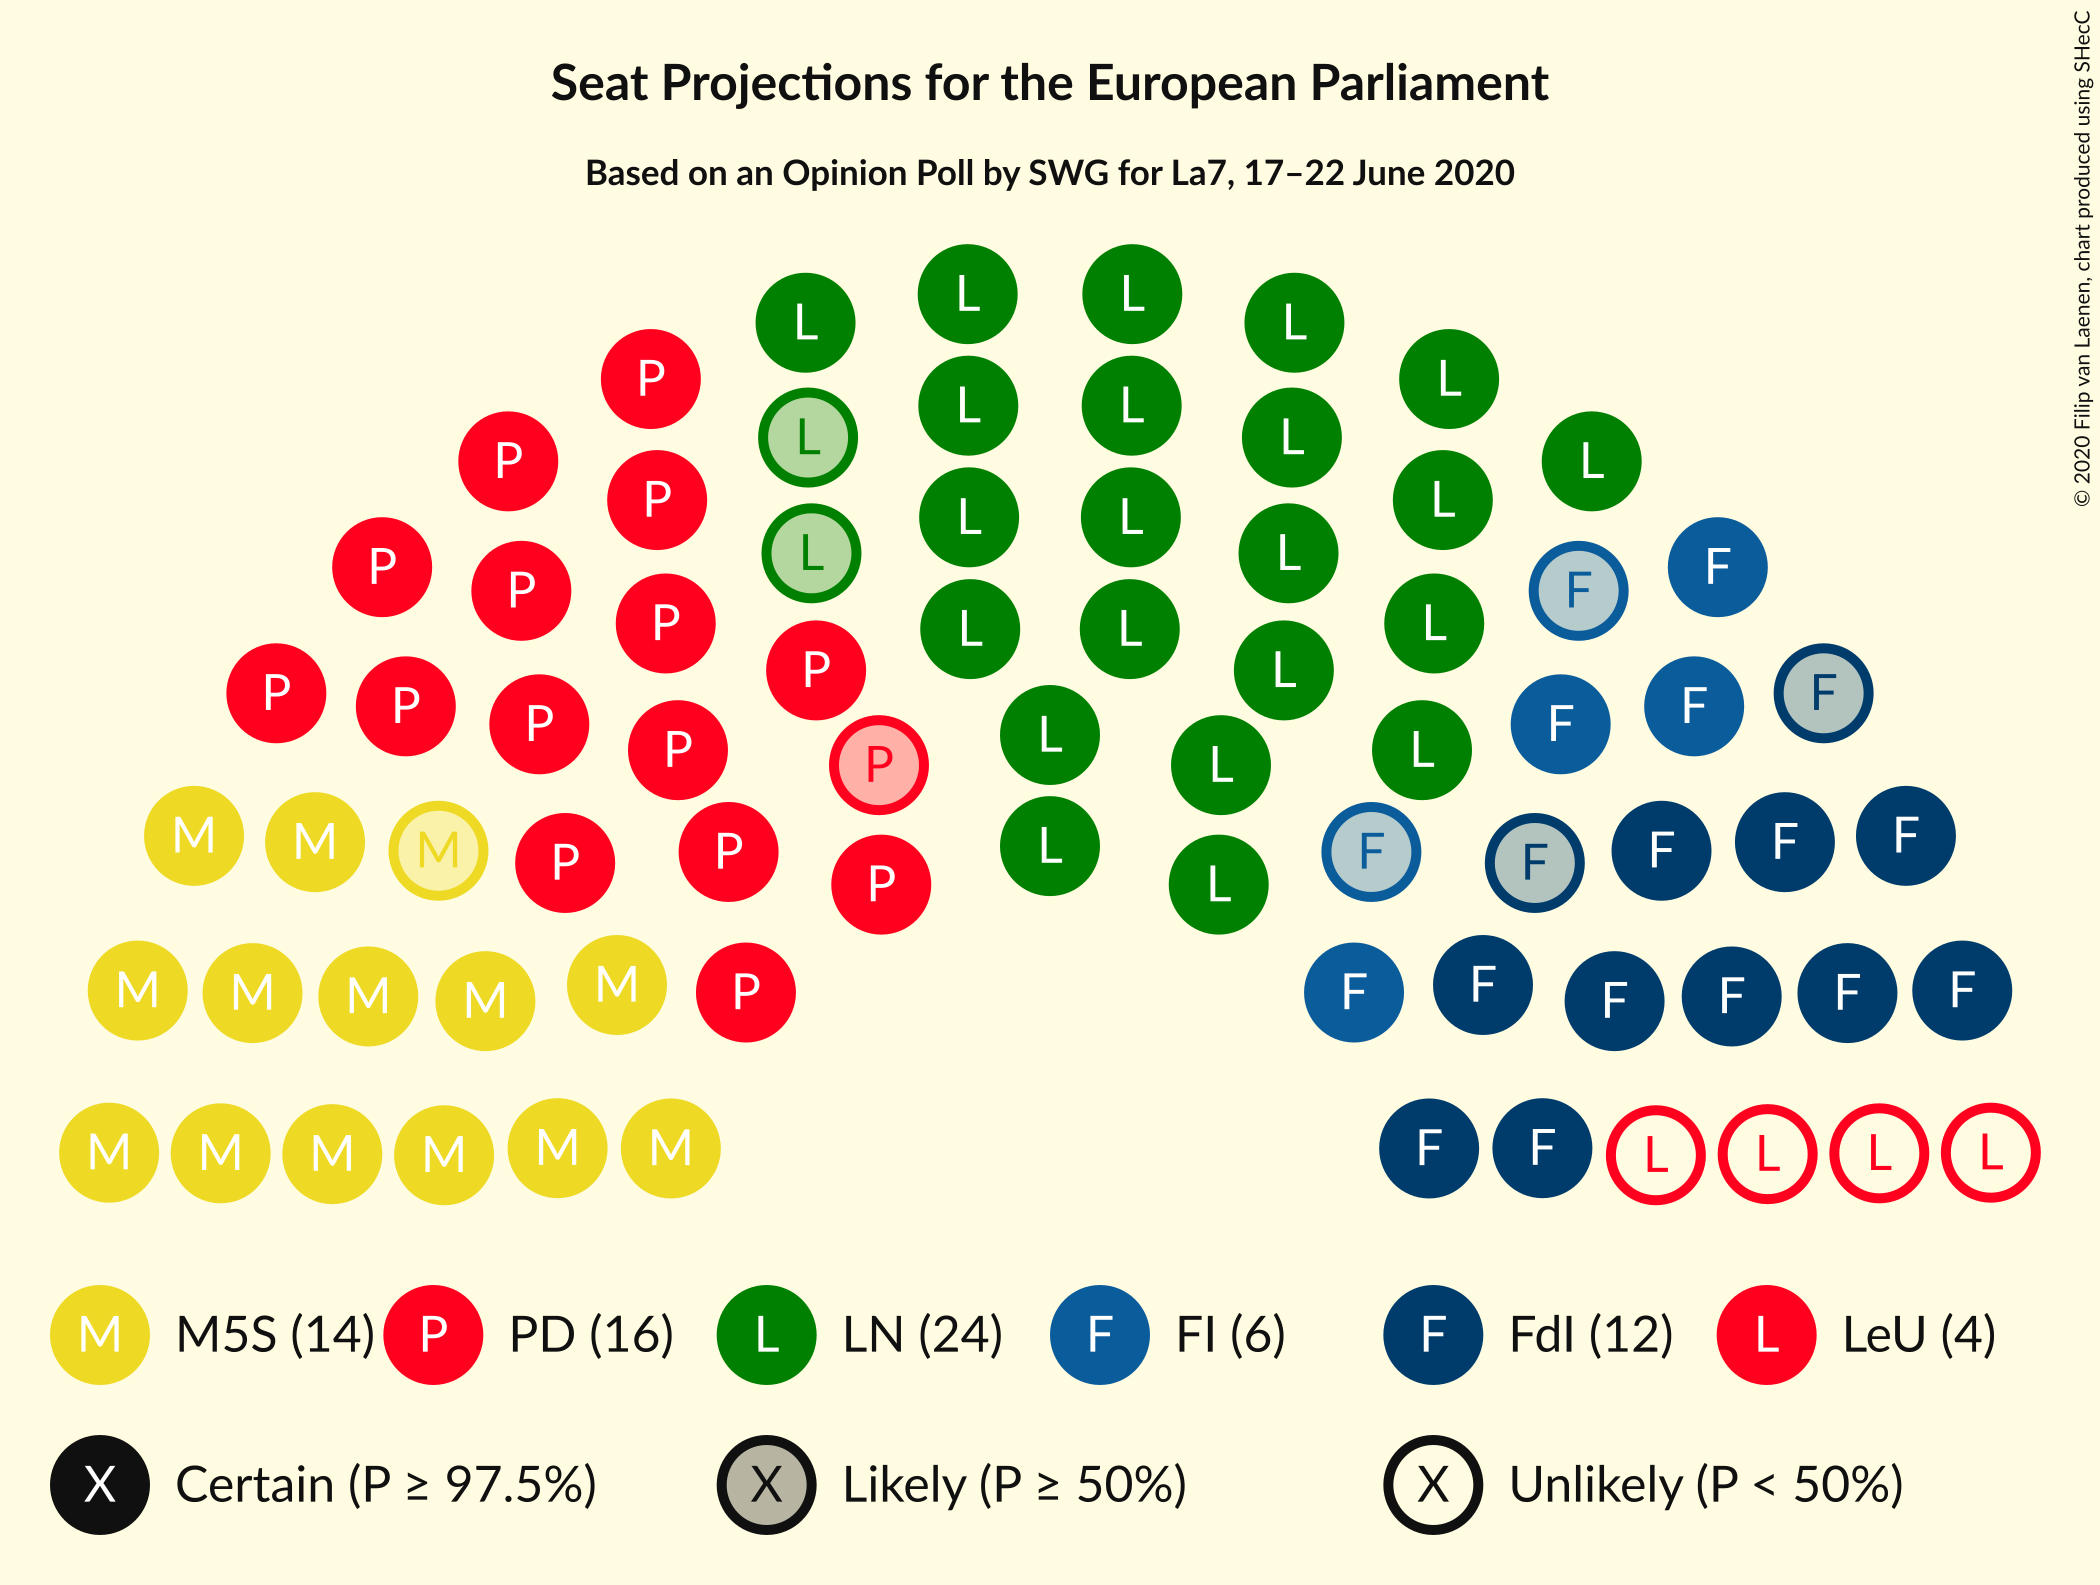 Seat Projections for the European Parliament
Based on an Opinion Poll by SWG for La7, 17–22 June 2020
© 2020 Filip van Laenen, chart produced using SHecC
L L L L
P L L
P L L L L L
P P L L
P P L L L F F
P P L L L
P P P P L L F F F
P P L L L
M M M P P L F F F F F
P L
M M M M M P F F F F F F
M M M M M M F F L L L L
M M5S (14) P PD (16) L LN (24) F FI (6) F FdI (12) L LeU (4)
X Certain (P ≥ 97.5%) X Likely (P ≥ 50%) X Unlikely (P < 50%)